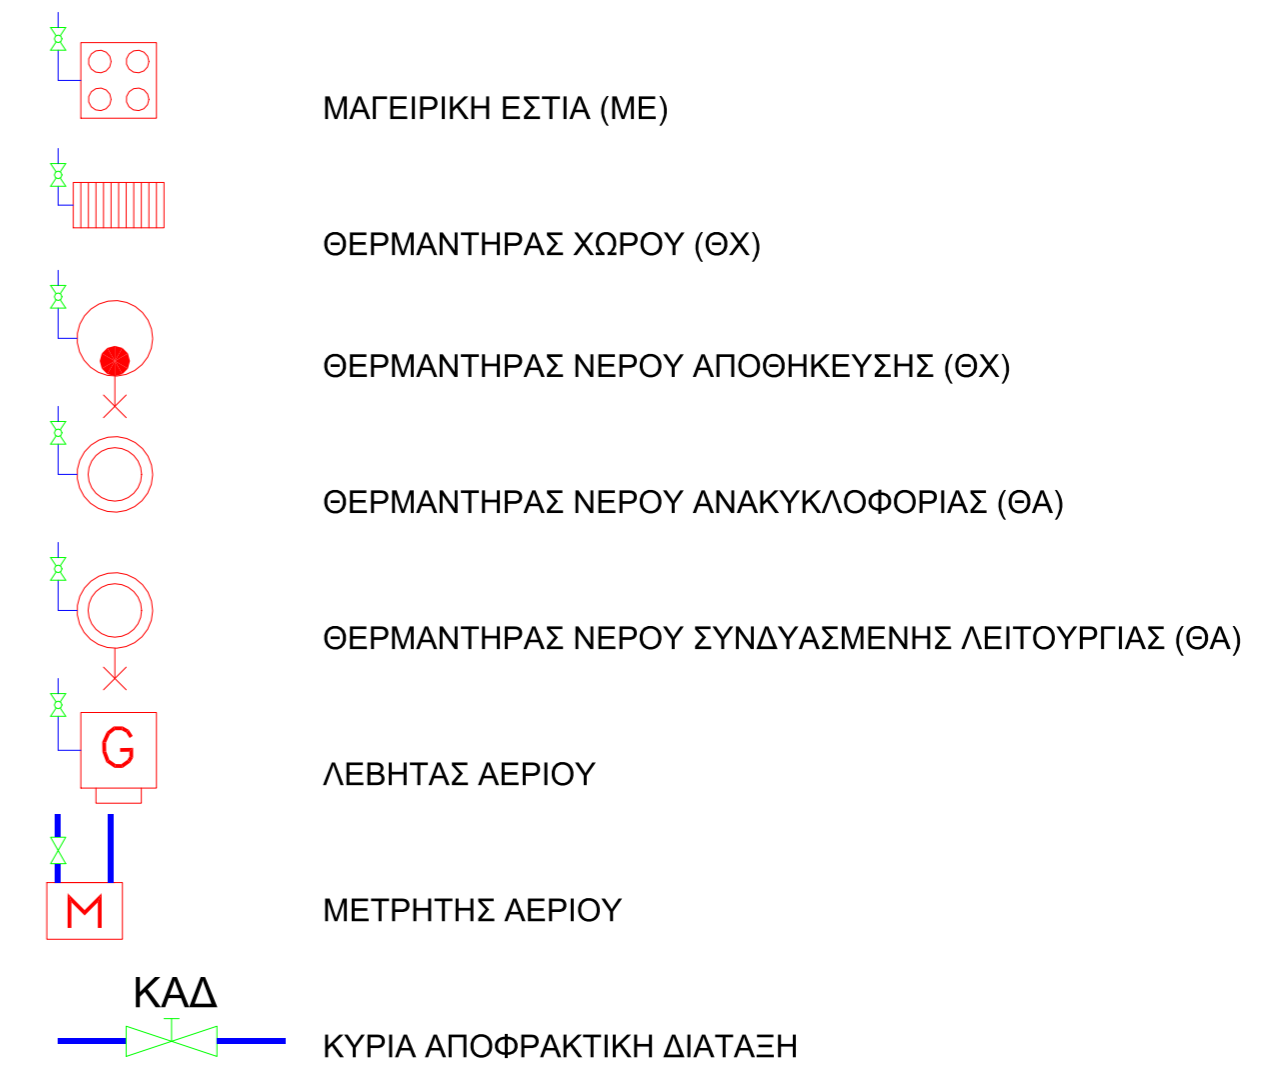 ΜΑΓΕΙΡΙΚΗ ΕΣΤΙΑ (ΜΕ)
ΘΕΡΜΑΝΤΗΡΑΣ ΧΩΡΟΥ (ΘΧ)
ΘΕΡΜΑΝΤΗΡΑΣ ΝΕΡΟΥ ΑΠΟΘΗΚΕΥΣΗΣ (ΘΧ)
ΘΕΡΜΑΝΤΗΡΑΣ ΝΕΡΟΥ ΑΝΑΚΥΚΛΟΦΟΡΙΑΣ (ΘΑ)
ΘΕΡΜΑΝΤΗΡΑΣ ΝΕΡΟΥ ΣΥΝΔΥΑΣΜΕΝΗΣ ΛΕΙΤΟΥΡΓΙΑΣ (ΘΑ)
G
ΛΕΒΗΤΑΣ ΑΕΡΙΟΥ
M
ΜΕΤΡΗΤΗΣ ΑΕΡΙΟΥ
ΚΑΔ
ΚΥΡΙΑ ΑΠΟΦΡΑΚΤΙΚΗ ΔΙΑΤΑΞΗ